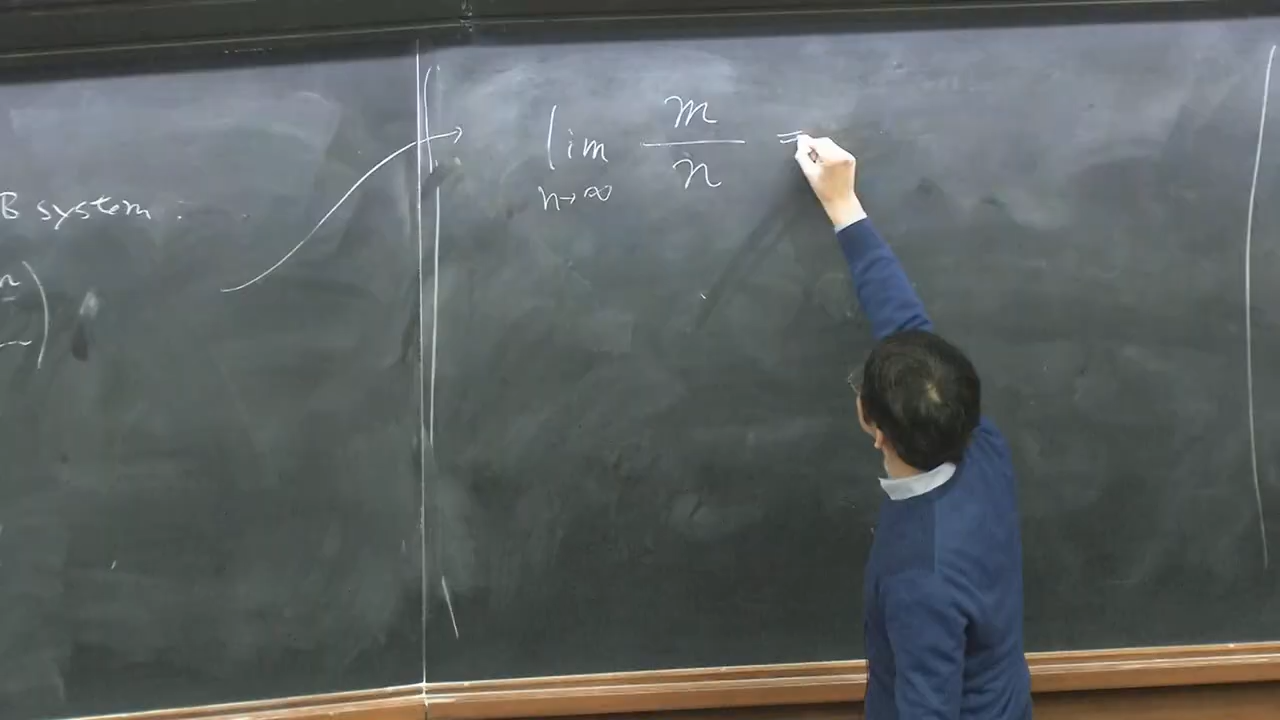 B system .
n)
lim m/n =
n→∞